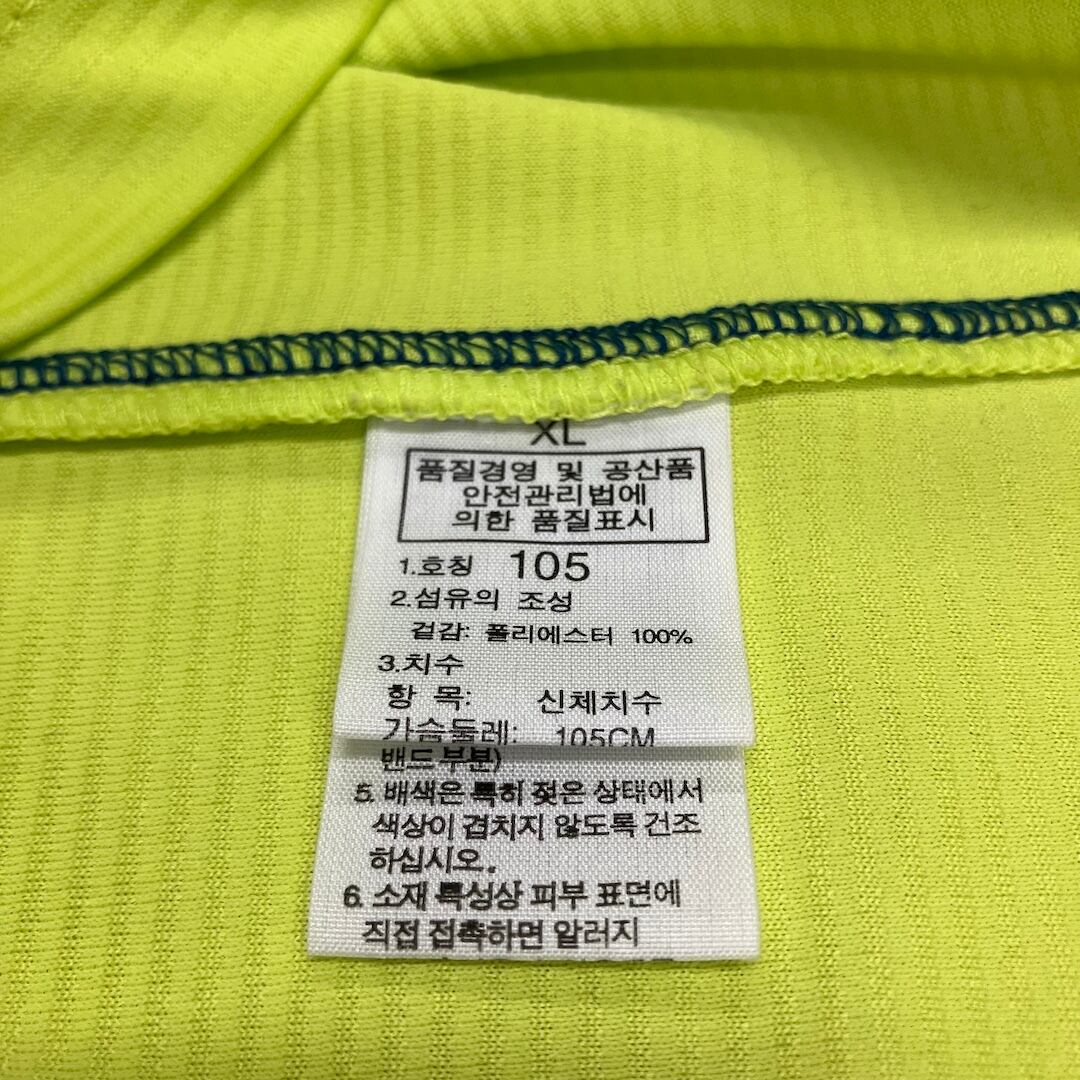 XL
품질경영 및 공산품
안전관리법에
의한 품질표시
1.호칭 105
2.섬유의 조성
겉감: 폴리에스터 100%
3.치수
항 목: 신체치수
가슴둘레: 105CM
밴드부분)
5. 배색은 특히 젖은 상태에서
색상이 겹치지 않도록 건조
하십시오.
6. 소재 특성상 피부 표면에
직접 접촉하면 알러지